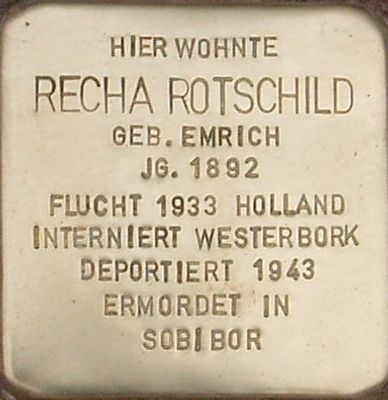 HIER WOHNTE
RECHA ROTSCHILD
GEB. EMRICH
JG. 1892
FLUCHT 1933 HOLLAND
INTERNIERT WESTERBORK
DEPORTIERT 1943
ERMORDET IN
SOBIBOR